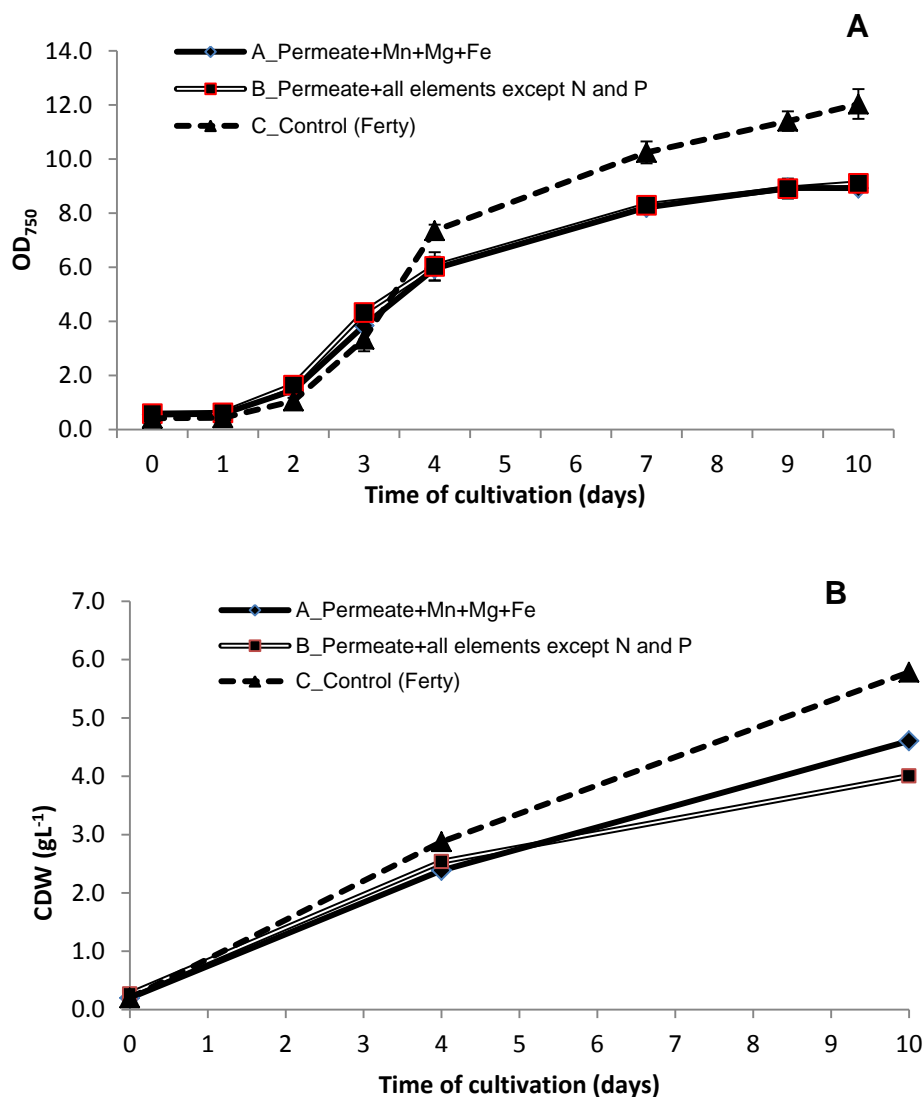 A
A_Permeate+Mn+Mg+Fe
B_Permeate+all elements except N and P
C_Control (Ferty)
14.0
12.0
10.0
8.0
6.0
4.0
2.0
0.0
OD750
0 1 2 3 4 5 6 7 8 9 10
Time of cultivation (days)
B
A_Permeate+Mn+Mg+Fe
B_Permeate+all elements except N and P
C_Control (Ferty)
7.0
6.0
5.0
4.0
3.0
2.0
1.0
0.0
CDW (gL-1)
0 1 2 3 4 5 6 7 8 9 10
Time of cultivation (days)